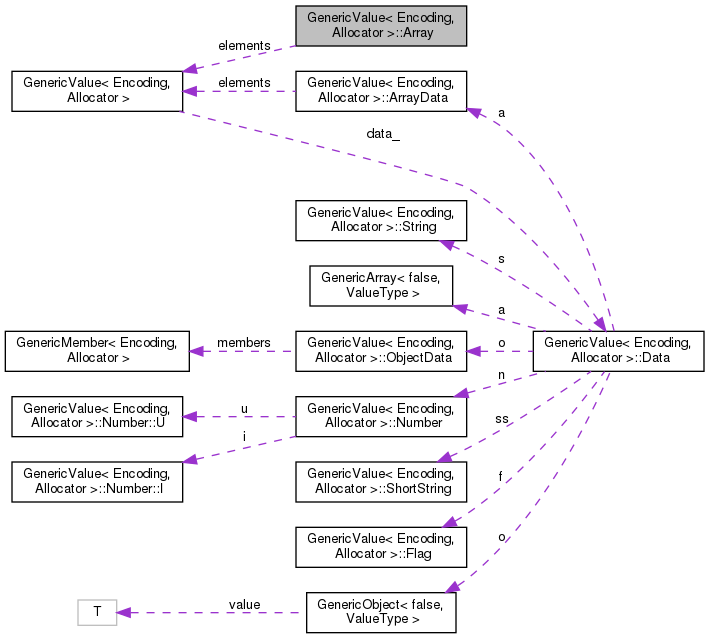 GenericValue< Encoding,
Allocator >::Array
elements
GenericValue< Encoding,
Allocator >
elements
GenericValue< Encoding,
Allocator >::ArrayData
a
data_
GenericValue< Encoding,
Allocator >::String
s
GenericArray< false,
ValueType >
a
GenericMember< Encoding,
Allocator >
members
GenericValue< Encoding,
Allocator >::ObjectData
o
GenericValue< Encoding,
Allocator >::Data
n
GenericValue< Encoding,
Allocator >::Number::U
u
GenericValue< Encoding,
Allocator >::Number
ss
i
GenericValue< Encoding,
Allocator >::Number::I
GenericValue< Encoding,
Allocator >::ShortString
f
GenericValue< Encoding,
Allocator >::Flag
o
T
value
GenericObject< false,
ValueType >